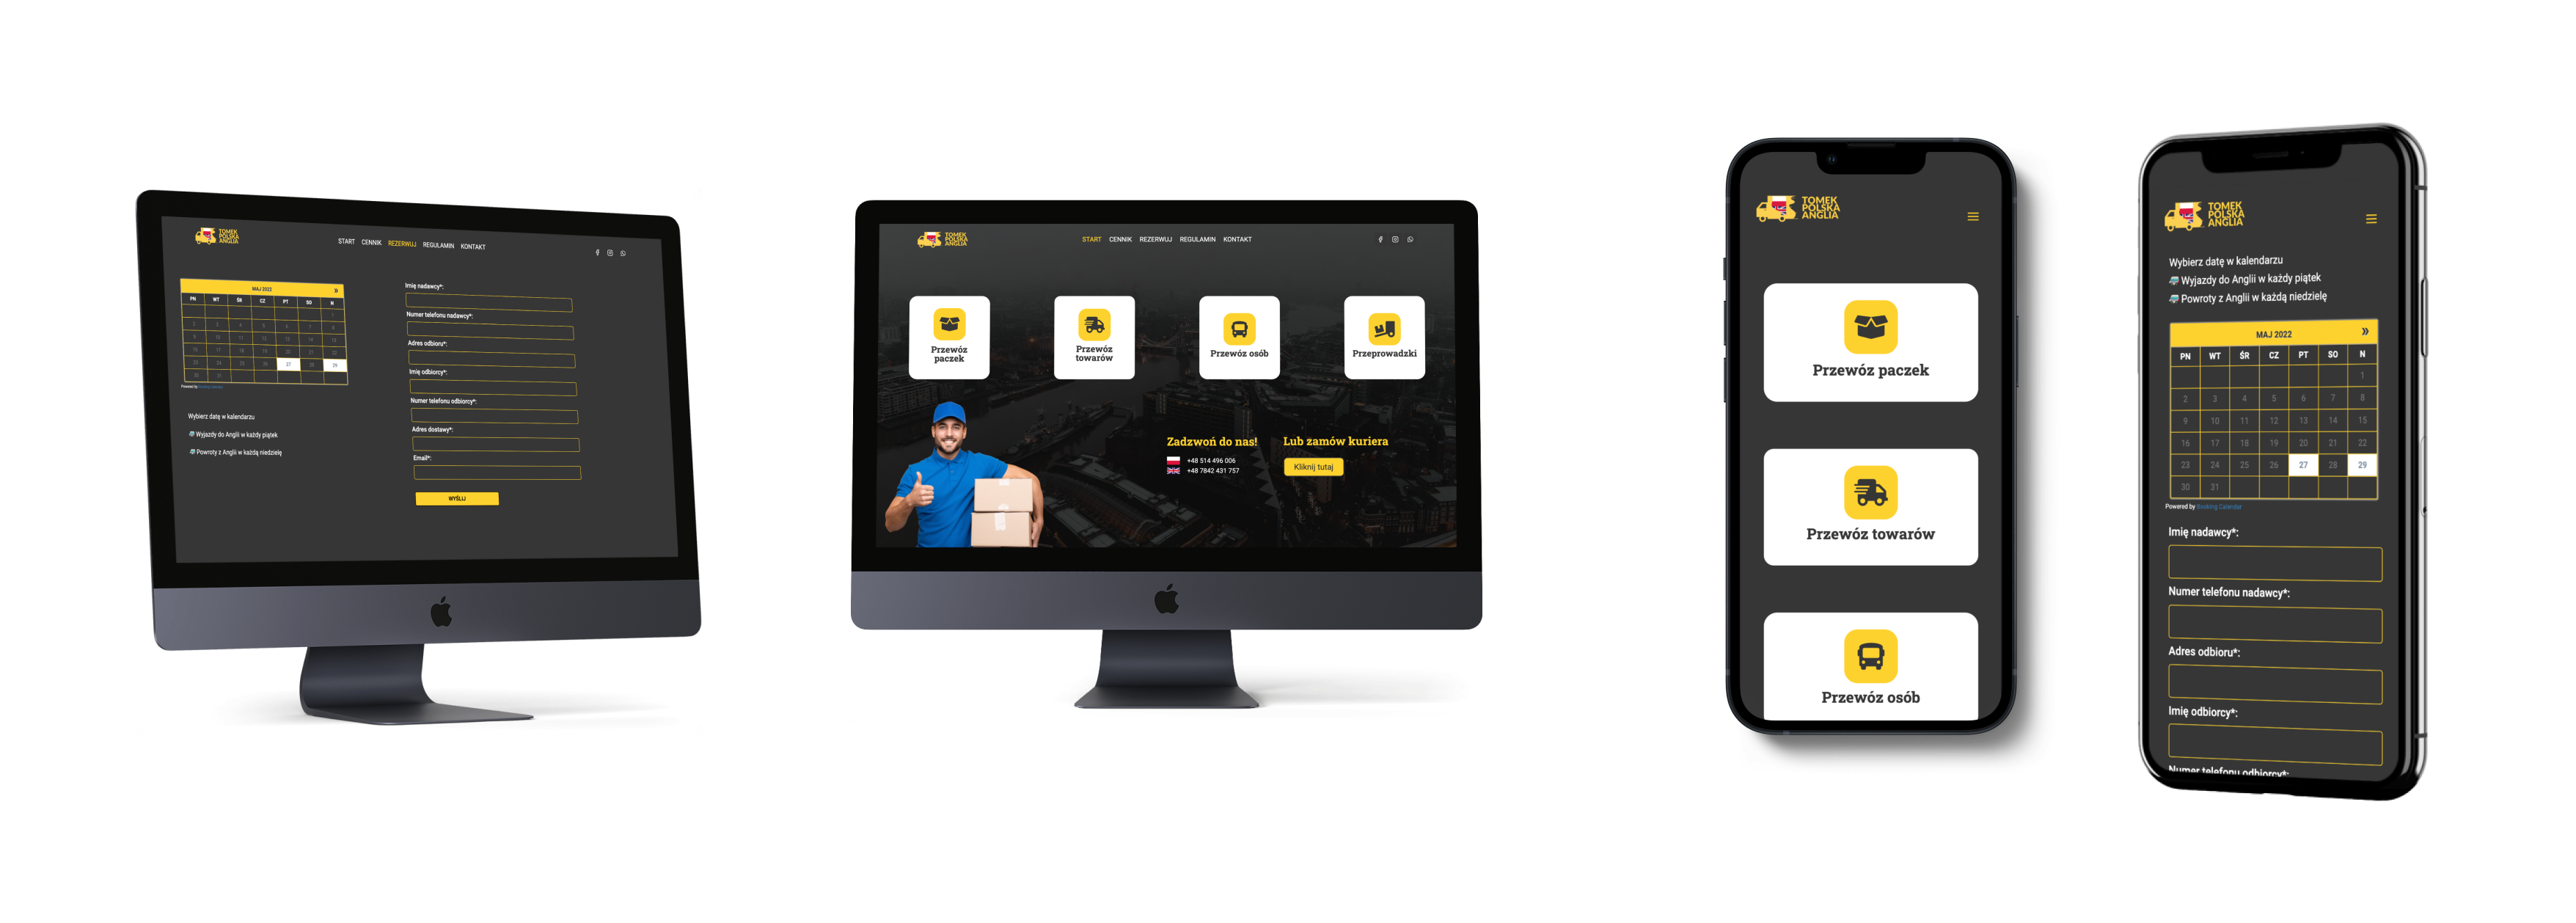 TOMEK
POLSKA
ANGLIA
START CENNIK REZERWUJ REGULAMIN KONTAKT
MAJ 2022 »
PN WT ŚR CZ PT SO N
1
2 3 4 5 6 7 8
9 10 11 12 13 14 15
16 17 18 19 20 21 22
23 24 25 26 27 28 29
30 31
Powered by Booking Calendar
Wybierz datę w kalendarzu
Wyjazdy do Anglii w każdy piątek
Powroty z Anglii w każdą niedzielę
Imię nadawcy*:
Numer telefonu nadawcy*:
Adres odbioru*:
Imię odbiorcy*:
Numer telefonu odbiorcy*:
Adres dostawy*:
Email*:
WYŚLIJ
TOMEK
POLSKA
ANGLIA
START CENNIK REZERWUJ REGULAMIN KONTAKT
Przewóz
paczek
Przewóz
towarów
Przewóz osób
Przeprowadzki
Zadzwoń do nas!
+48 514 496 006
+48 7842 431 757
Lub zamów kuriera
Kliknij tutaj
TOMEK
POLSKA
ANGLIA
Przewóz paczek
Przewóz towarów
Przewóz osób
TOMEK
POLSKA
ANGLIA
Wybierz datę w kalendarzu
Wyjazdy do Anglii w każdy piątek
Powroty z Anglii w każdą niedzielę
MAJ 2022 »
PN WT ŚR CZ PT SO N
1
2 3 4 5 6 7 8
9 10 11 12 13 14 15
16 17 18 19 20 21 22
23 24 25 26 27 28 29
30 31
Powered by Booking Calendar
Imię nadawcy*:
Numer telefonu nadawcy*:
Adres odbioru*:
Imię odbiorcy*:
Numer telefonu odbiorcy*: